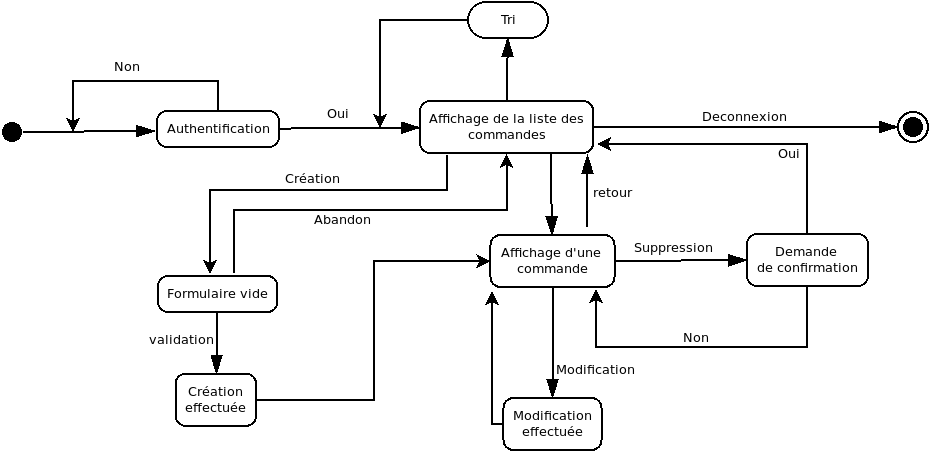 Tri
Non
Authentification
Oui
Affichage de la liste des
commandes
Deconnexion
Oui
Création
retour
Abandon
Affichage d'une
commande
Suppression
Demande
de confirmation
Formulaire vide
validation
Non
Modification
Création
effectuée
Modification
effectuée